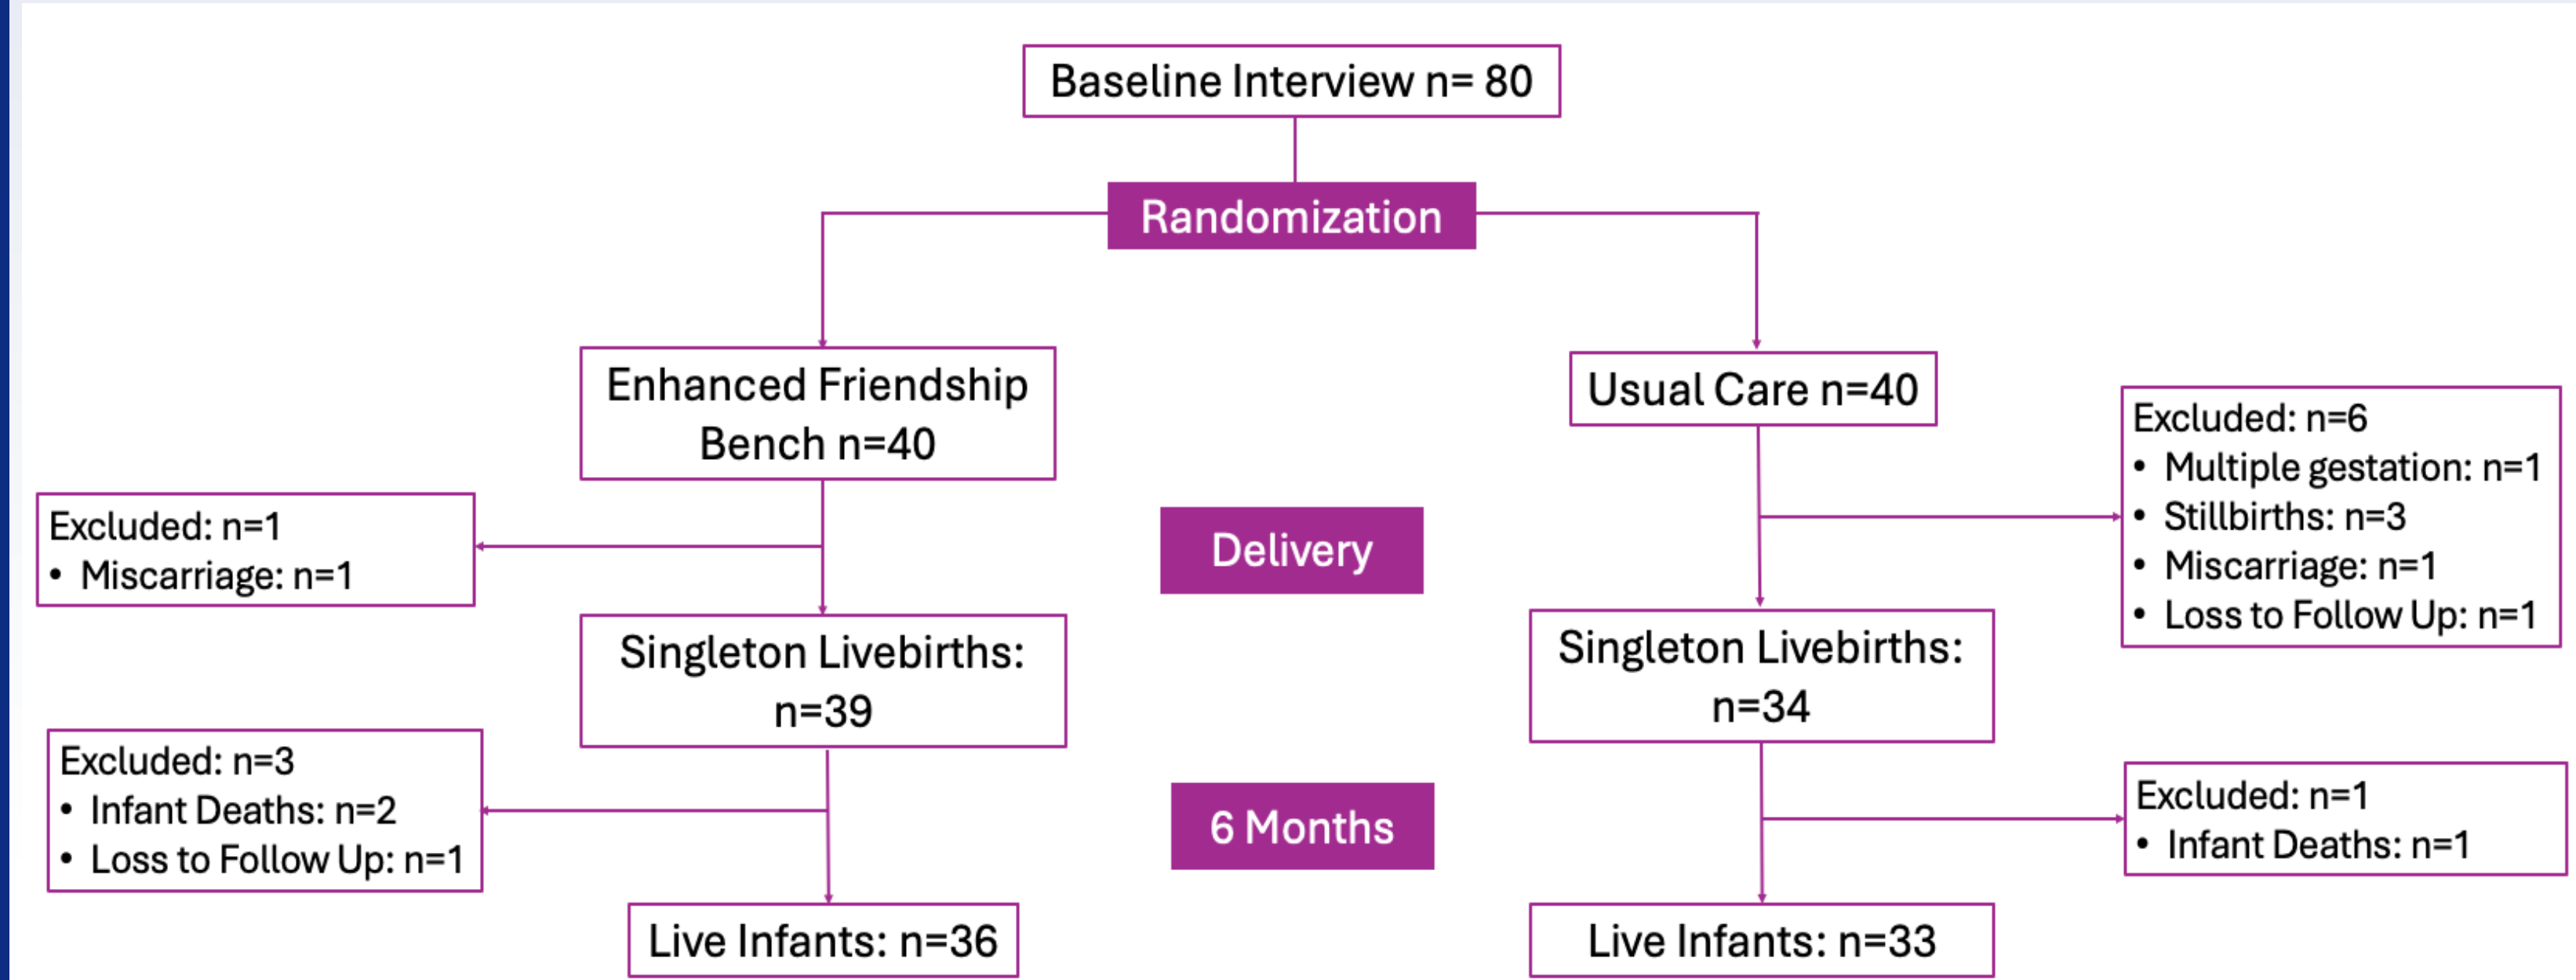 Baseline Interview n= 80
Randomization
Enhanced Friendship
Bench n=40
Usual Care n=40
Excluded: n=6
• Multiple gestation: n=1
• Stillbirths: n=3
• Miscarriage: n=1
• Loss to Follow Up: n=1
Excluded: n=1
• Miscarriage: n=1
Delivery
Singleton Livebirths:
n=39
Singleton Livebirths:
n=34
Excluded: n=3
• Infant Deaths: n=2
• Loss to Follow Up: n=1
6 Months
Excluded: n=1
• Infant Deaths: n=1
Live Infants: n=36
Live Infants: n=33